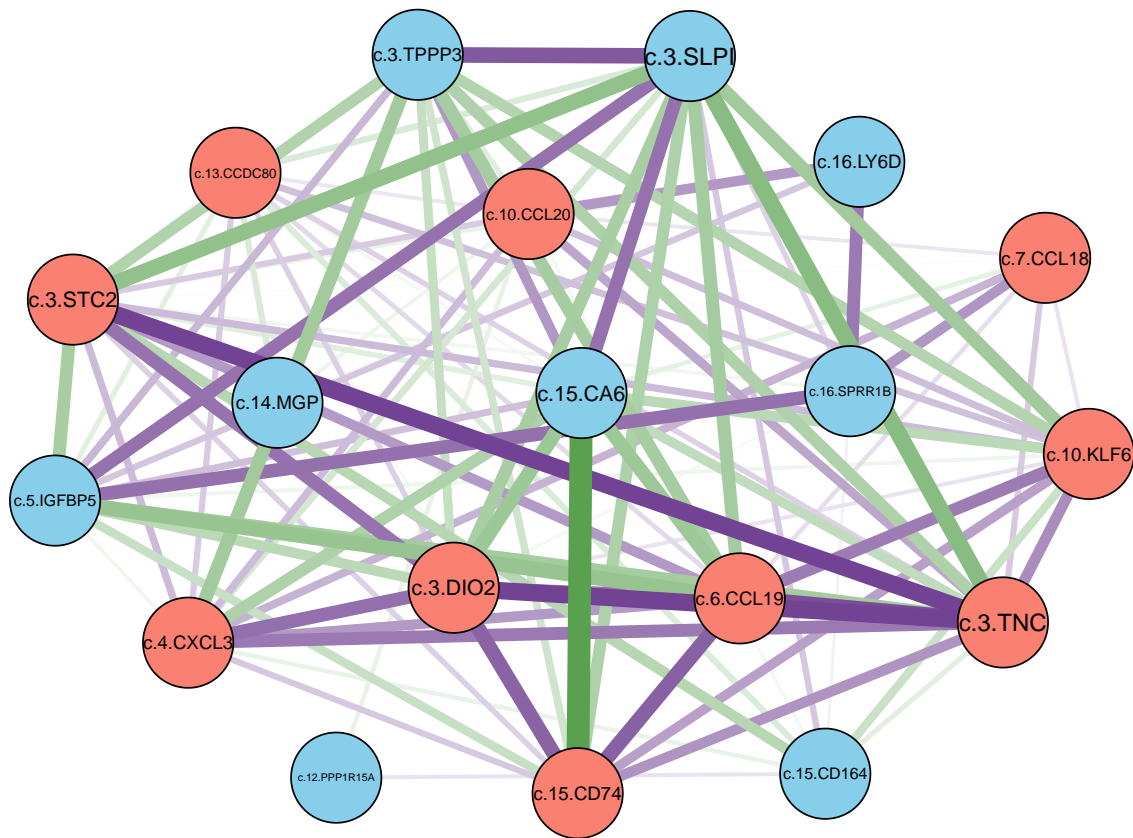 c.3.TPPP3
c.3.SLPI
c.16.LY6D
c.13.CCDC80
c.10.CCL20
c.7.CCL18
c.3.STC2
c.14.MGP
c.15.CA6
c.16.SPRR1B
c.10.KLF6
c.5.IGFBP5
c.3.DIO2
c.6.CCL19
c.3.TNC
c.4.CXCL3
c.12.PPP1R15A
c.15.CD74
c.15.CD164